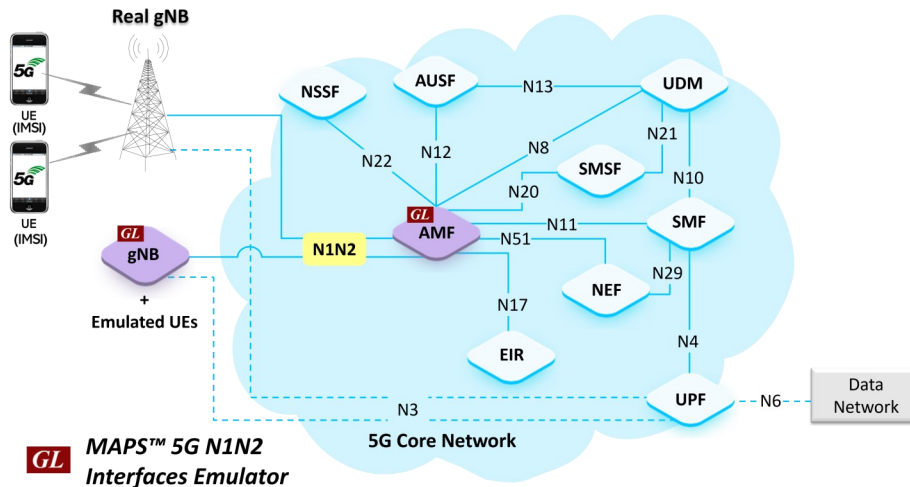 Real gNB
5G
UE
(IMSI)
5G
UE
(IMSI)
NSSF
AUSF
N13
UDM
N22
N12
N8
N21
N20
SMSF
N10
GL
AMF
N11
SMF
N51
N29
NEF
N1N2
GL
gNB
+
Emulated UEs
N17
EIR
N4
N3
UPF
N6
Data
Network
5G Core Network
GL
MAPS™ 5G N1N2
Interfaces Emulator